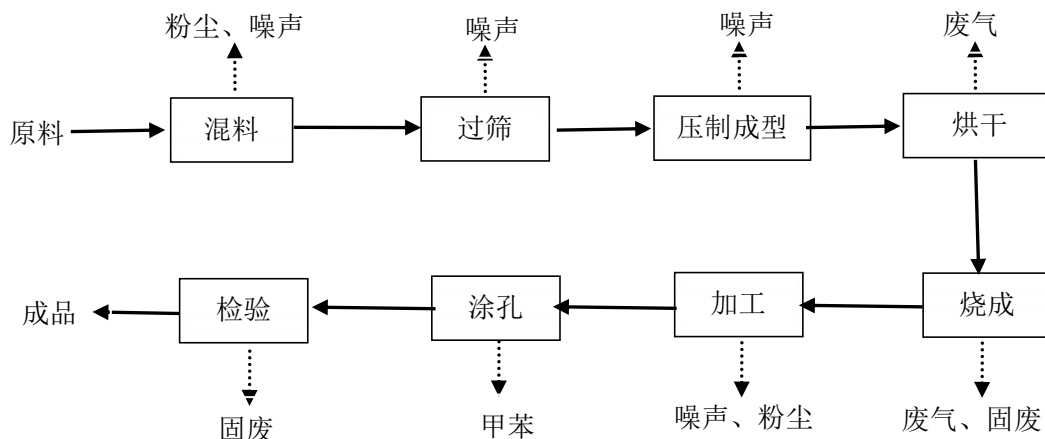 粉尘、噪声
噪声
噪声
废气
原料
混料
过筛
压制成型
烘干
成品
检验
涂孔
加工
烧成
固废
甲苯
噪声、粉尘
废气、固废